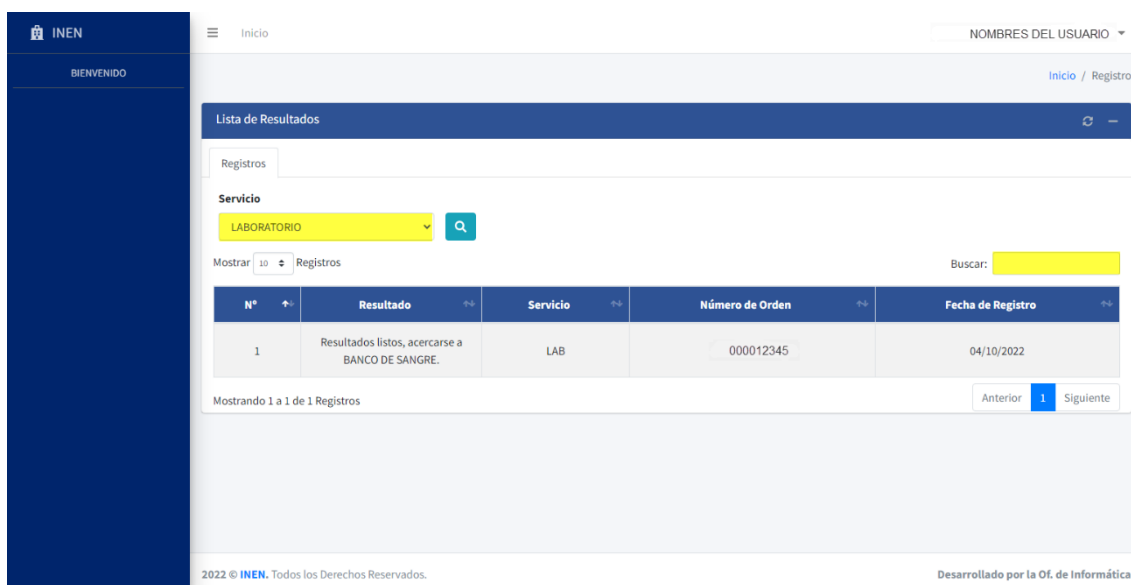 INEN
Inicio
NOMBRES DEL USUARIO
BIENVENIDO
Inicio / Registro
Lista de Resultados
Registros
Servicio
LABORATORIO
Mostrar 10 Registros
Buscar:
N° Resultado Servicio Número de Orden Fecha de Registro
1 Resultados listos, acercarse a LAB 000012345 04/10/2022
BANCO DE SANGRE.
Mostrando 1 a 1 de 1 Registros
Anterior 1 Siguiente
2022 © INEN. Todos los Derechos Reservados.
Desarrollado por la Of. de Informática